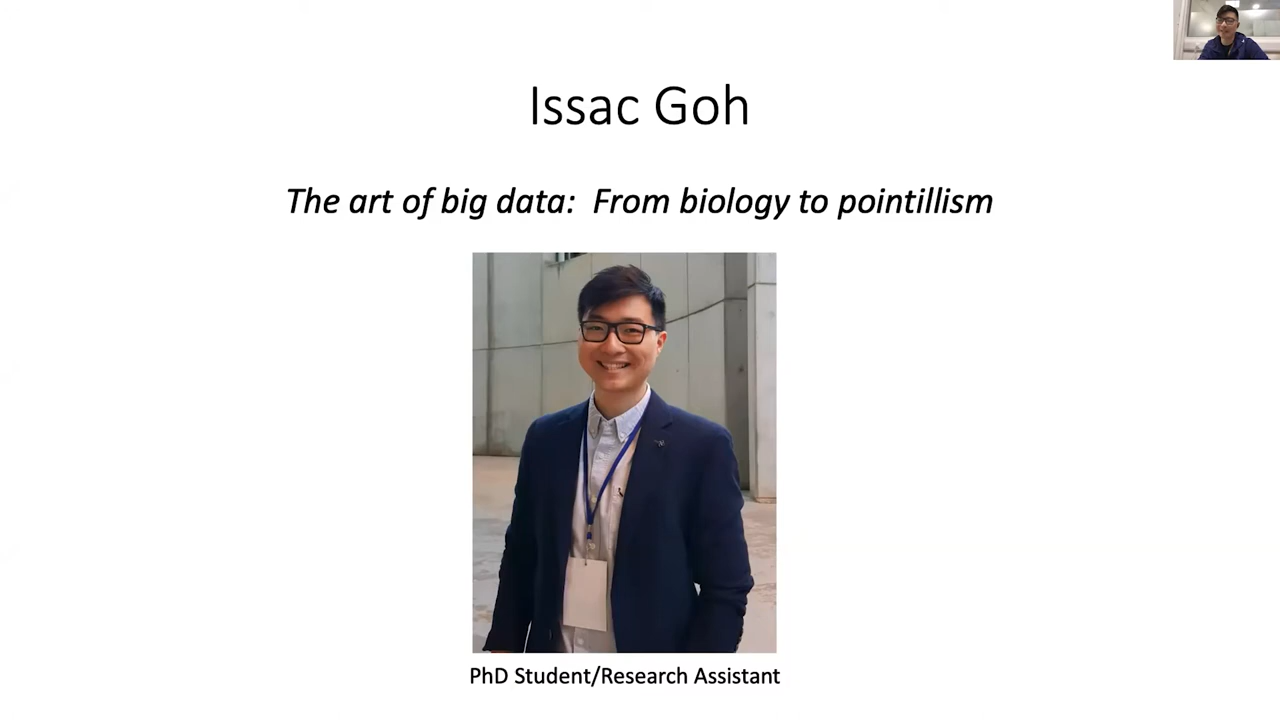 Issac Goh
The art of big data:  From biology to pointillism
PhD Student/Research Assistant